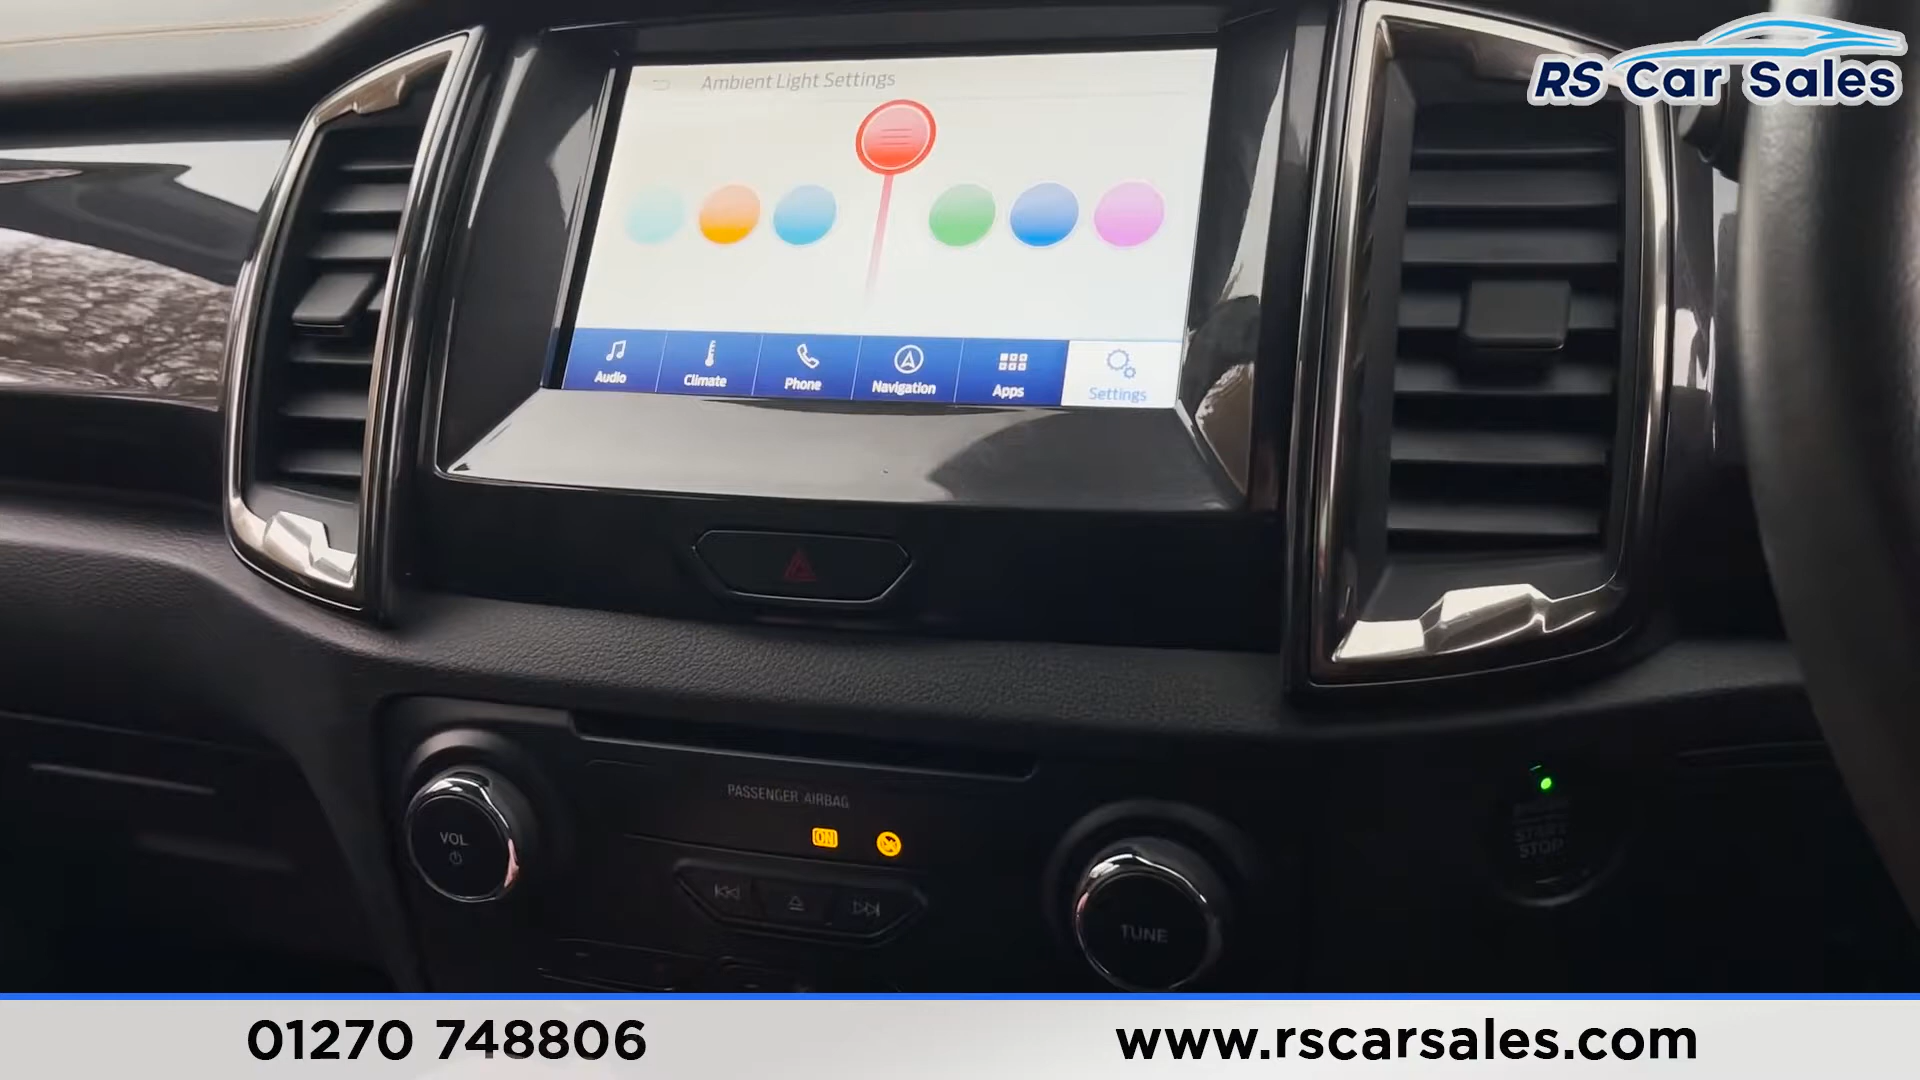 RS Car Sales
Ambient Light Settings
Audio
Climate
Phone
Navigation
Apps
Settings
PASSENGER AIRBAG
ON
VOL
TUNE
START
STOP
01270 748806
www.rscarsales.com